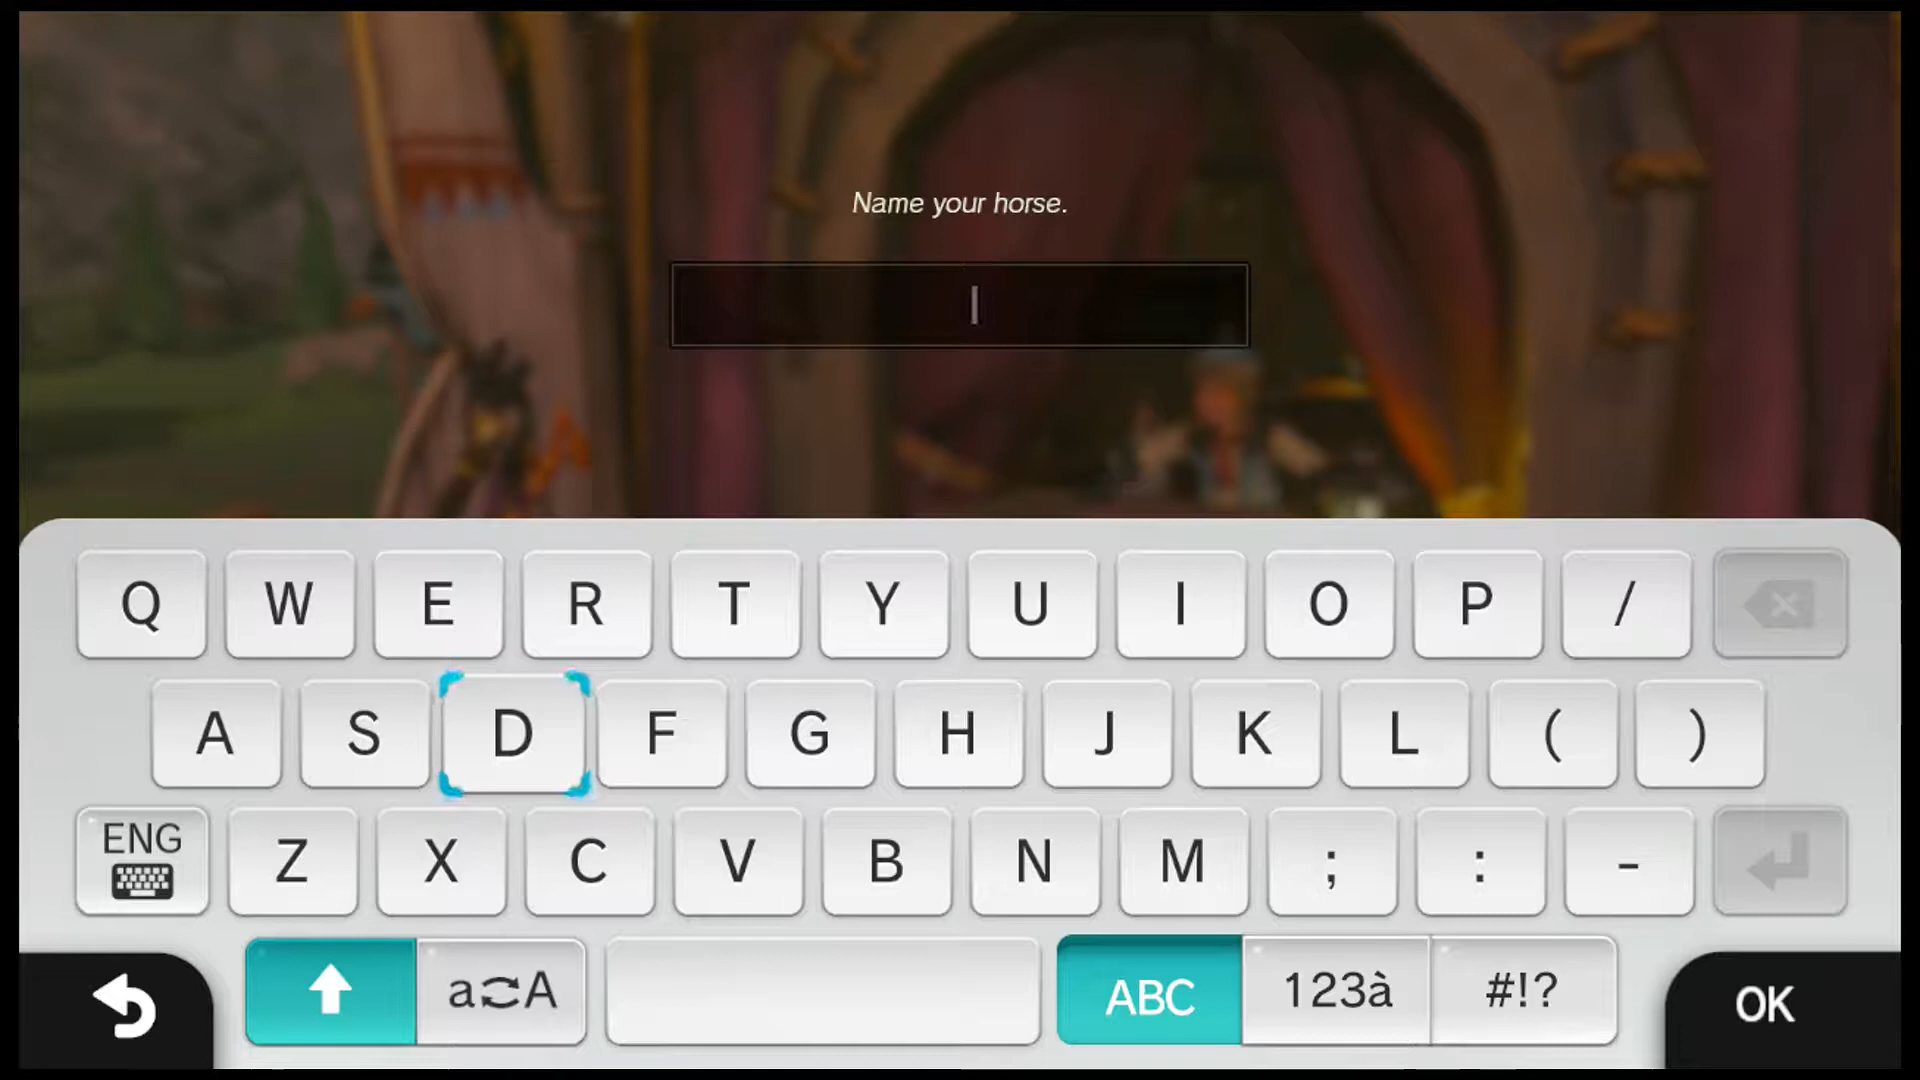 Name your horse.
Q W E R T Y U I O P /
A S D F G H J K L ( )
ENG Z X C V B N M ; : -
a A ABC 123à #!? OK